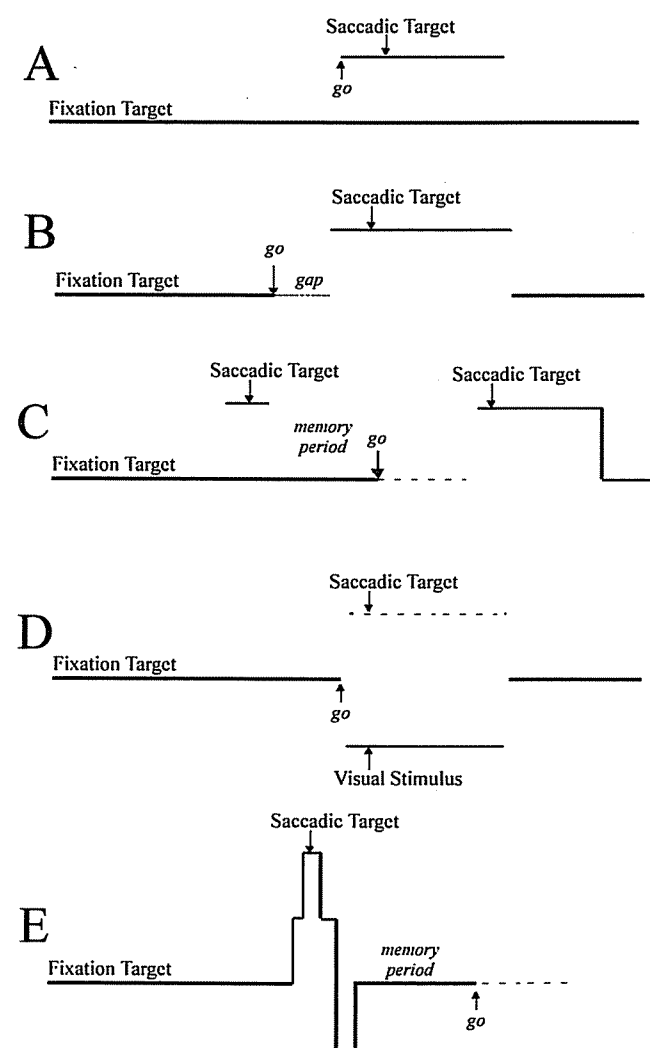 Saccadic Target
A
go
Fixation Target
Saccadic Target
B
go
Fixation Target
gap
Saccadic Target
Saccadic Target
C
memory
period
go
Fixation Target
Saccadic Target
D
Fixation Target
go
Visual Stimulus
Saccadic Target
E
memory
period
Fixation Target
go